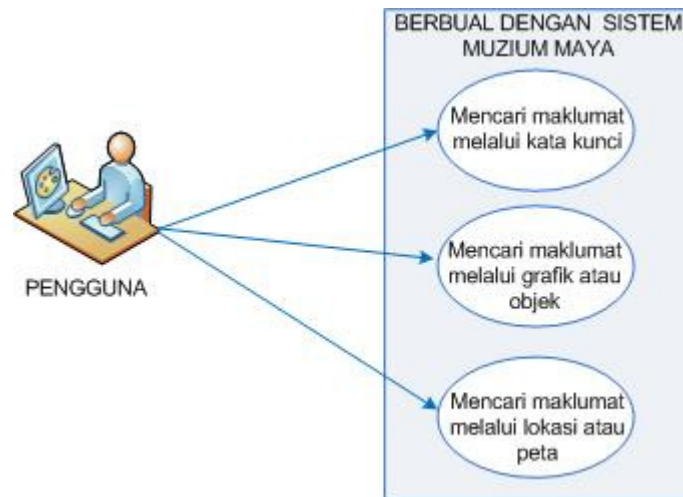 BERBUAL DENGAN SISTEM
MUZIUM MAYA
Mencari maklumat
melalui kata kunci
Mencari maklumat
melalui grafik atau
objek
PENGGUNA
Mencari maklumat
melalui lokasi atau
peta